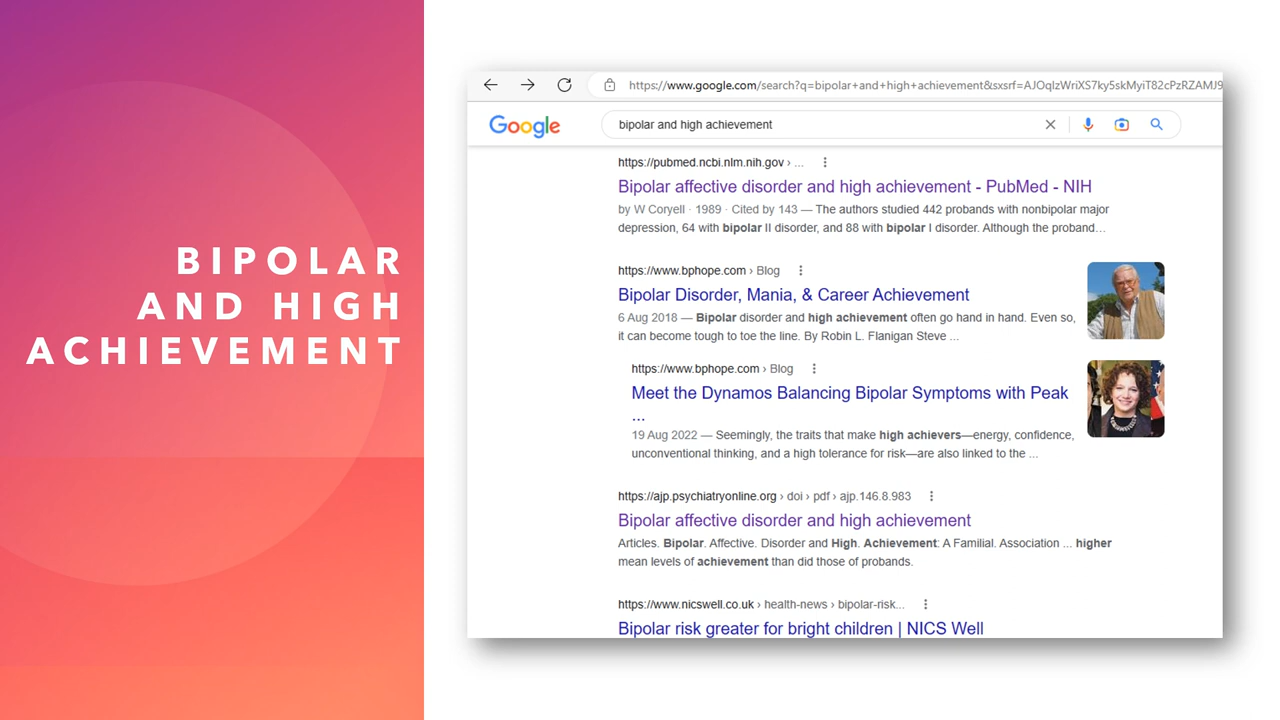 BIPOLAR
AND HIGH
ACHIEVEMENT
https://www.google.com/search?q=bipolar+and+high+achievement&sxsrf=AJOqlzWriXS7ky5skMyiT82cPzRZAMJ9
Google
bipolar and high achievement
https://pubmed.ncbi.nlm.nih.gov › ...
Bipolar affective disorder and high achievement - PubMed - NIH
by W Coryell · 1989 · Cited by 143 — The authors studied 442 probands with nonbipolar major
depression, 64 with bipolar II disorder, and 88 with bipolar I disorder. Although the proband…
https://www.bphope.com › Blog
Bipolar Disorder, Mania, & Career Achievement
6 Aug 2018 — Bipolar disorder and high achievement often go hand in hand. Even so,
it can become tough to toe the line. By Robin L. Flanigan Steve ...
https://www.bphope.com › Blog
Meet the Dynamos Balancing Bipolar Symptoms with Peak
...
19 Aug 2022 — Seemingly, the traits that make high achievers—energy, confidence,
unconventional thinking, and a high tolerance for risk—are also linked to the ...
https://ajp.psychiatryonline.org › doi › pdf › ajp.146.8.983
Bipolar affective disorder and high achievement
Articles. Bipolar. Affective. Disorder and High. Achievement: A Familial. Association ... higher
mean levels of achievement than did those of probands.
https://www.nicswell.co.uk › health-news › bipolar-risk...
Bipolar risk greater for bright children | NICS Well